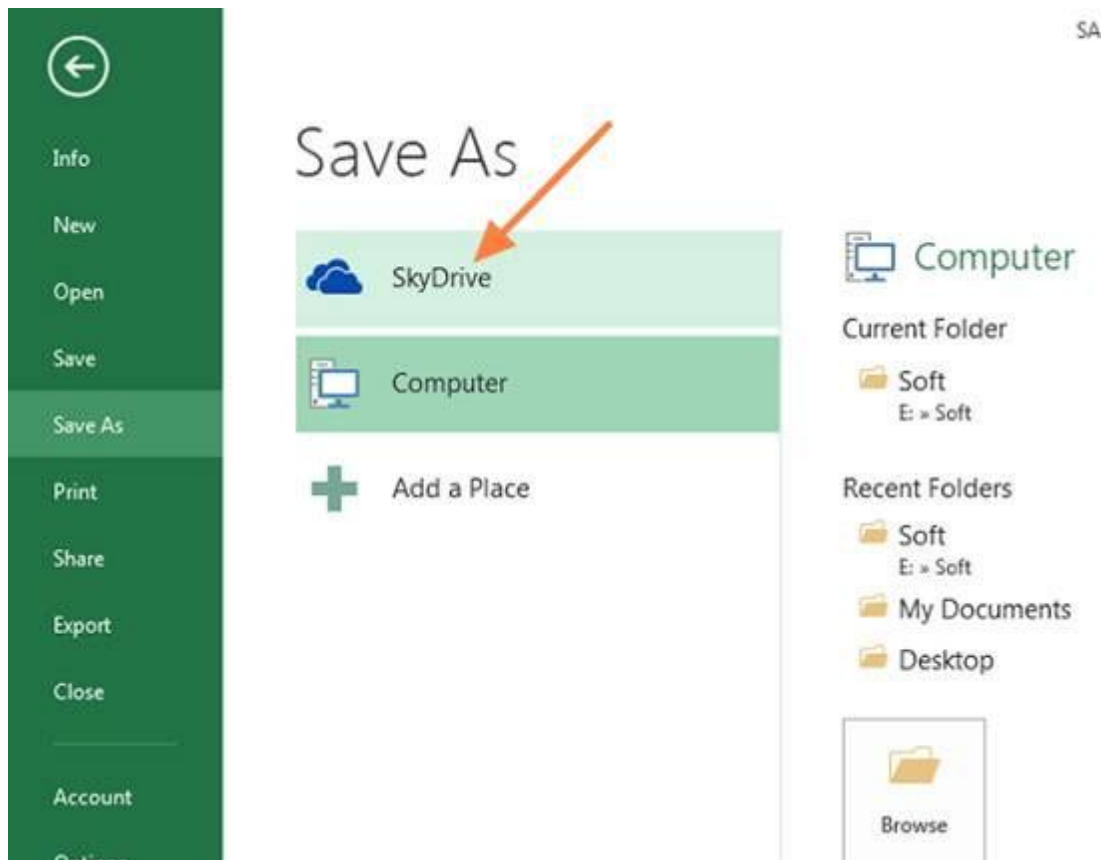 SA
Info
New
Open
Save
Save As
Print
Share
Export
Close
Account
Save As
SkyDrive
Computer
Add a Place
Computer
Current Folder
Soft
E: » Soft
Recent Folders
Soft
E: » Soft
My Documents
Desktop
Browse